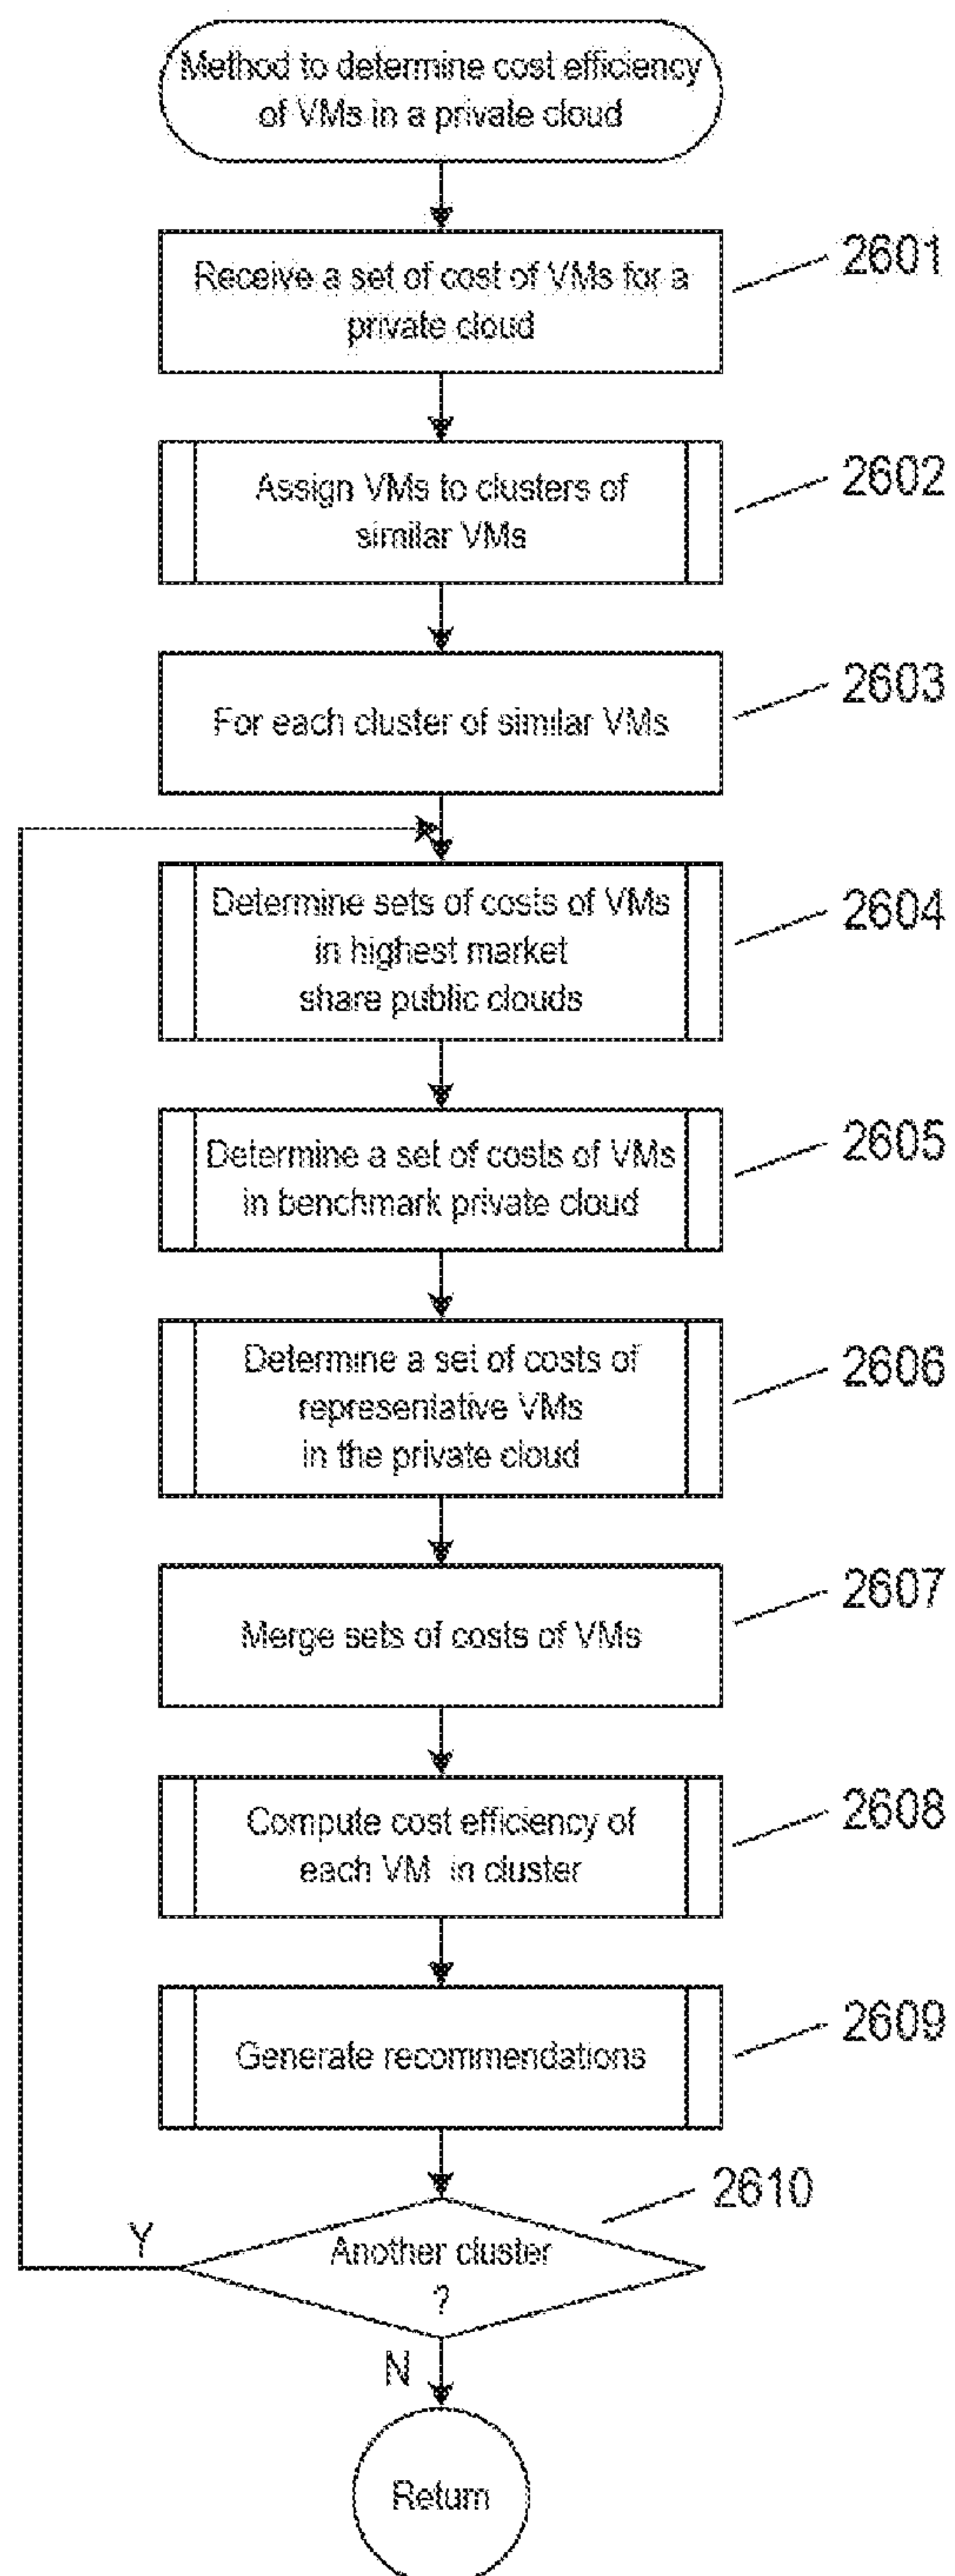 Method to determine cost efficiency
of VMs in a private cloud
Receive a set of cost of VMs for a
private cloud
2601
Assign VMs to clusters of
similar VMs
2602
For each cluster of similar VMs
2603
Determine sets of costs of VMs
in highest market
share public clouds
2604
Determine a set of costs of VMs
in benchmark private cloud
2605
Determine a set of costs of
representative VMs
in the private cloud
2606
Merge sets of costs of VMs
2607
Compute cost efficiency of
each VM in cluster
2608
Generate recommendations
2609
2610
Y
Another cluster
?
N
Return